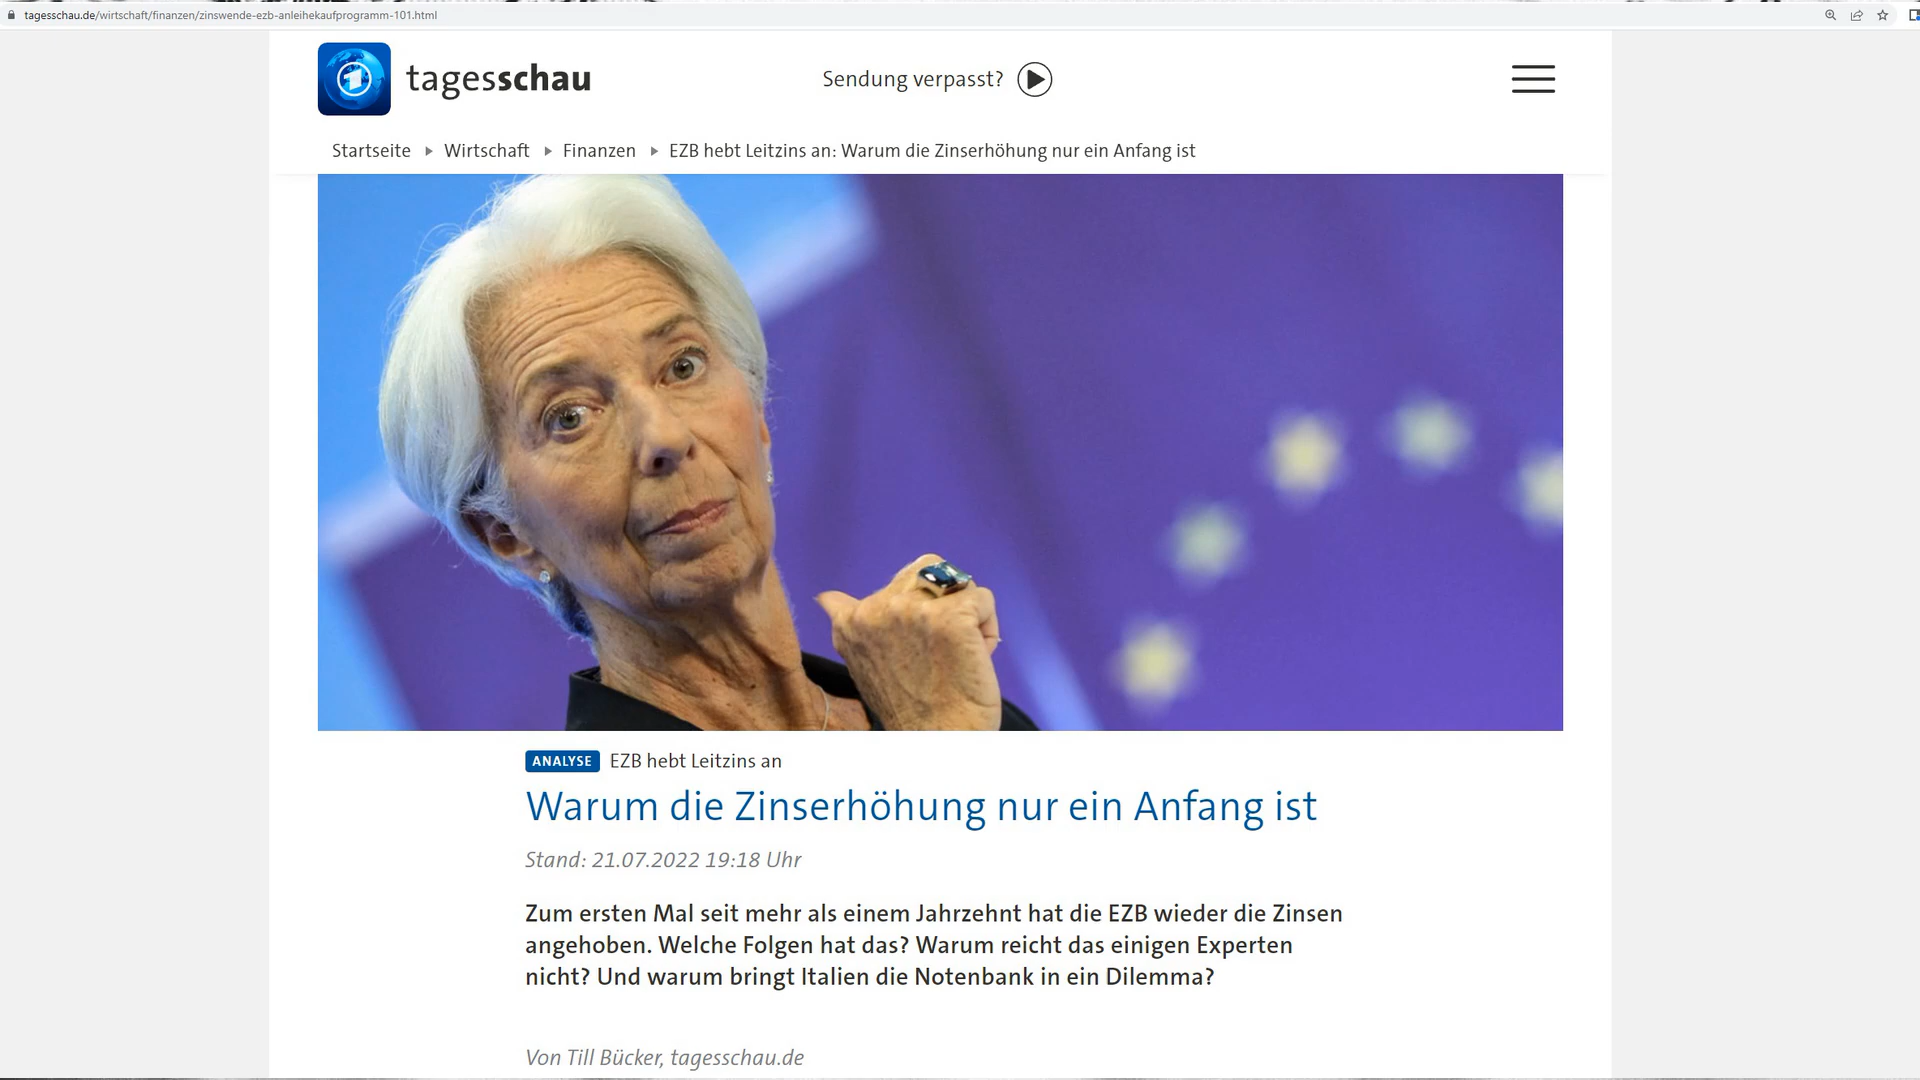 tagesschau.de/wirtschaft/finanzen/zinswende-ezb-anleihekaufprogramm-101.html
tagesschau
Sendung verpasst?
Startseite Wirtschaft Finanzen EZB hebt Leitzins an: Warum die Zinserhöhung nur ein Anfang ist
ANALYSE EZB hebt Leitzins an
Warum die Zinserhöhung nur ein Anfang ist
Stand: 21.07.2022 19:18 Uhr
Zum ersten Mal seit mehr als einem Jahrzehnt hat die EZB wieder die Zinsen
angehoben. Welche Folgen hat das? Warum reicht das einigen Experten
nicht? Und warum bringt Italien die Notenbank in ein Dilemma?
Von Till Bücker, tagesschau.de